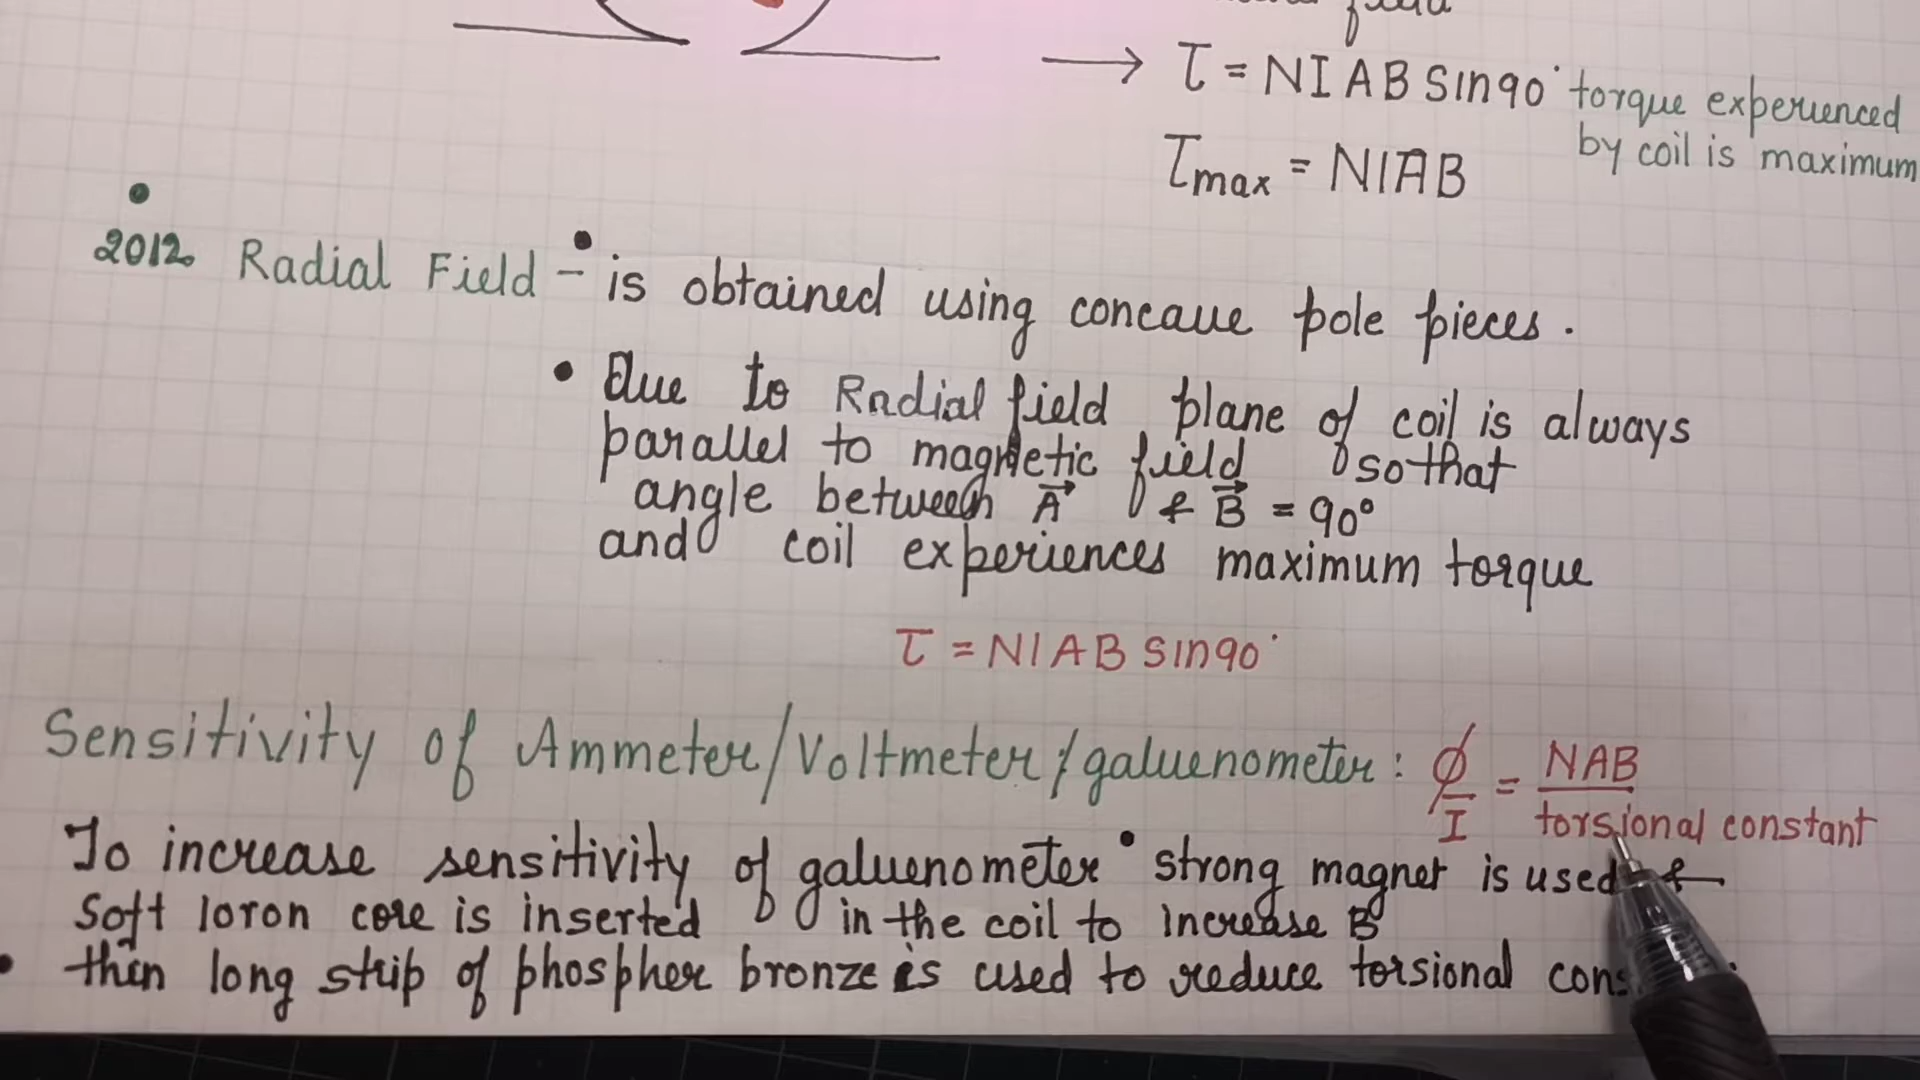 field
τ = NIAB Sin90° torque experienced
by coil is maximum
τmax = NIAB
2012 Radial Field - is obtained using concave pole pieces.
• Due to Radial field plane of coil is always
parallel to magnetic field so that
angle between A⃗ & B⃗ = 90°
and coil experiences maximum torque
τ = NIAB Sin90°
Sensitivity of Ammeter/Voltmeter/galvenometer: ϕ/I = NAB/torsional constant
To increase sensitivity of galvenometer • strong magnet is used &
Soft Ioron core is inserted in the coil to increase B
• thin long strip of phospher bronze is used to reduce torsional